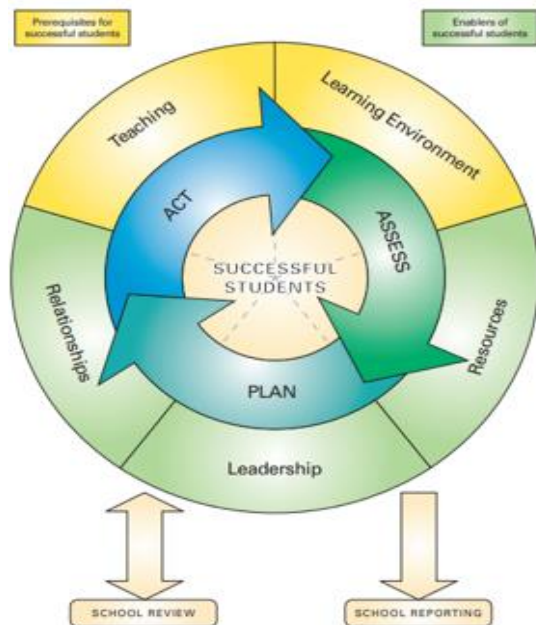 Prerequisites for
successful students
Enablers of
successful students
Teaching
Learning Environment
ACT
ASSESS
SUCCESSFUL
STUDENTS
Relationships
Resources
PLAN
Leadership
SCHOOL REVIEW
SCHOOL REPORTING